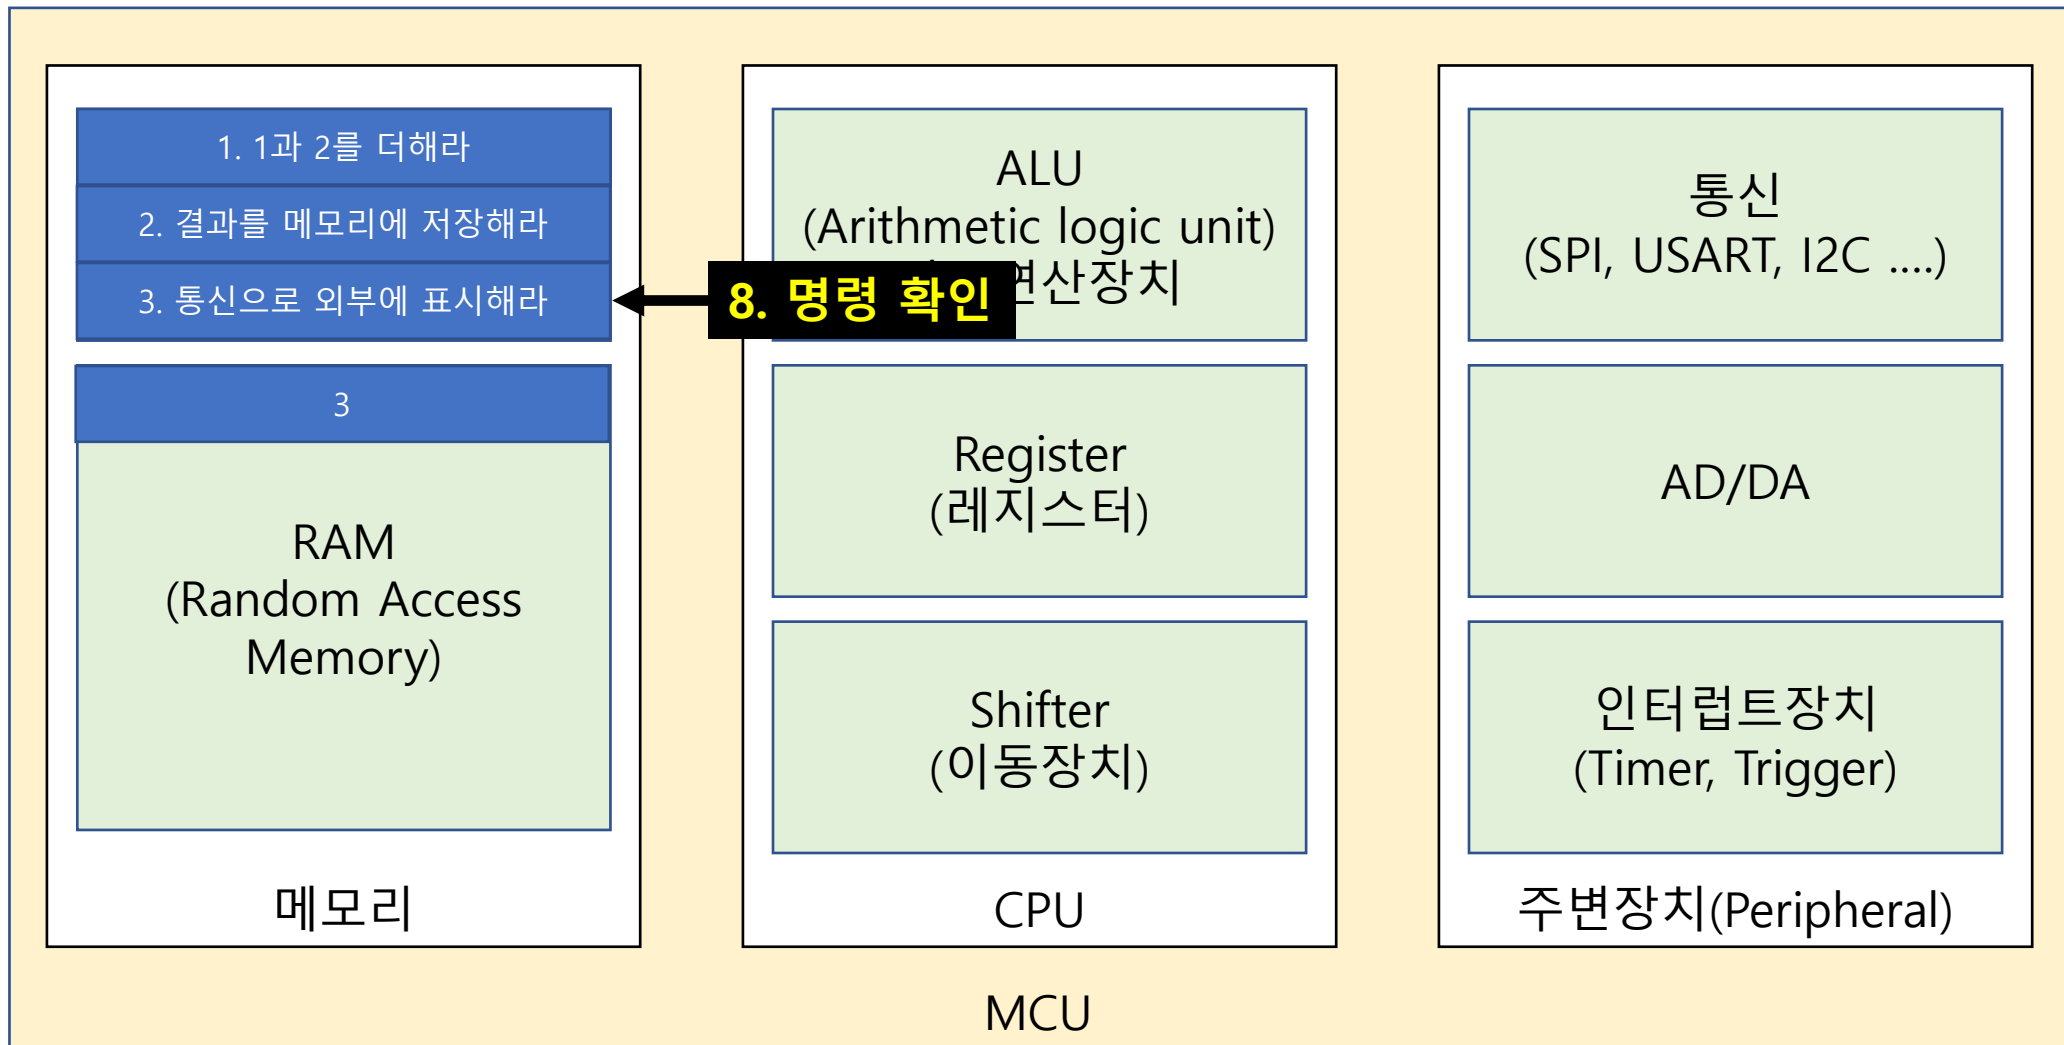 1. 1과 2를 더해라
2. 결과를 메모리에 저장해라
3. 통신으로 외부에 표시해라
3
RAM
(Random Access
Memory)
메모리
ALU
(Arithmetic logic unit)
연산장치
8. 명령 확인
Register
(레지스터)
Shifter
(이동장치)
CPU
통신
(SPI, USART, I2C ....)
AD/DA
인터럽트장치
(Timer, Trigger)
주변장치(Peripheral)
MCU